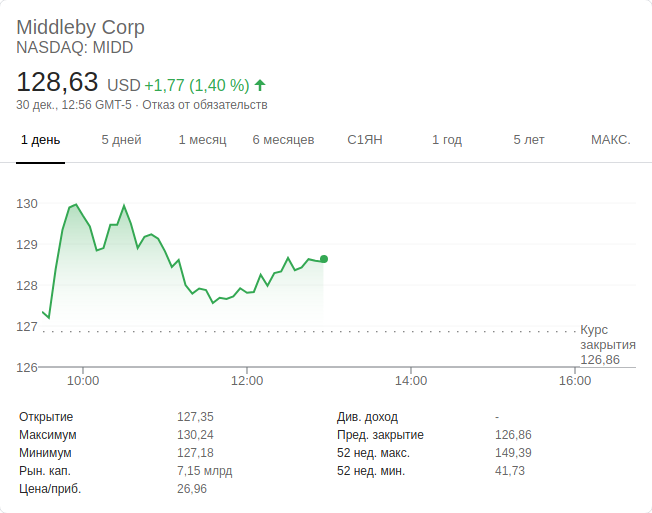 Middleby Corp
NASDAQ: MIDD
128,63 USD +1,77 (1,40 %)
30 дек., 12:56 GMT-5 · Отказ от обязательств
1 день 5 дней 1 месяц 6 месяцев С1ЯН 1 год 5 лет МАКС.
130
129
128
127
Курс
закрытия
126,86
126
10:00 12:00 14:00 16:00
Открытие 127,35 Див. доход -
Максимум 130,24 Пред. закрытие 126,86
Минимум 127,18 52 нед. макс. 149,39
Рын. кап. 7,15 млрд 52 нед. мин. 41,73
Цена/приб. 26,96